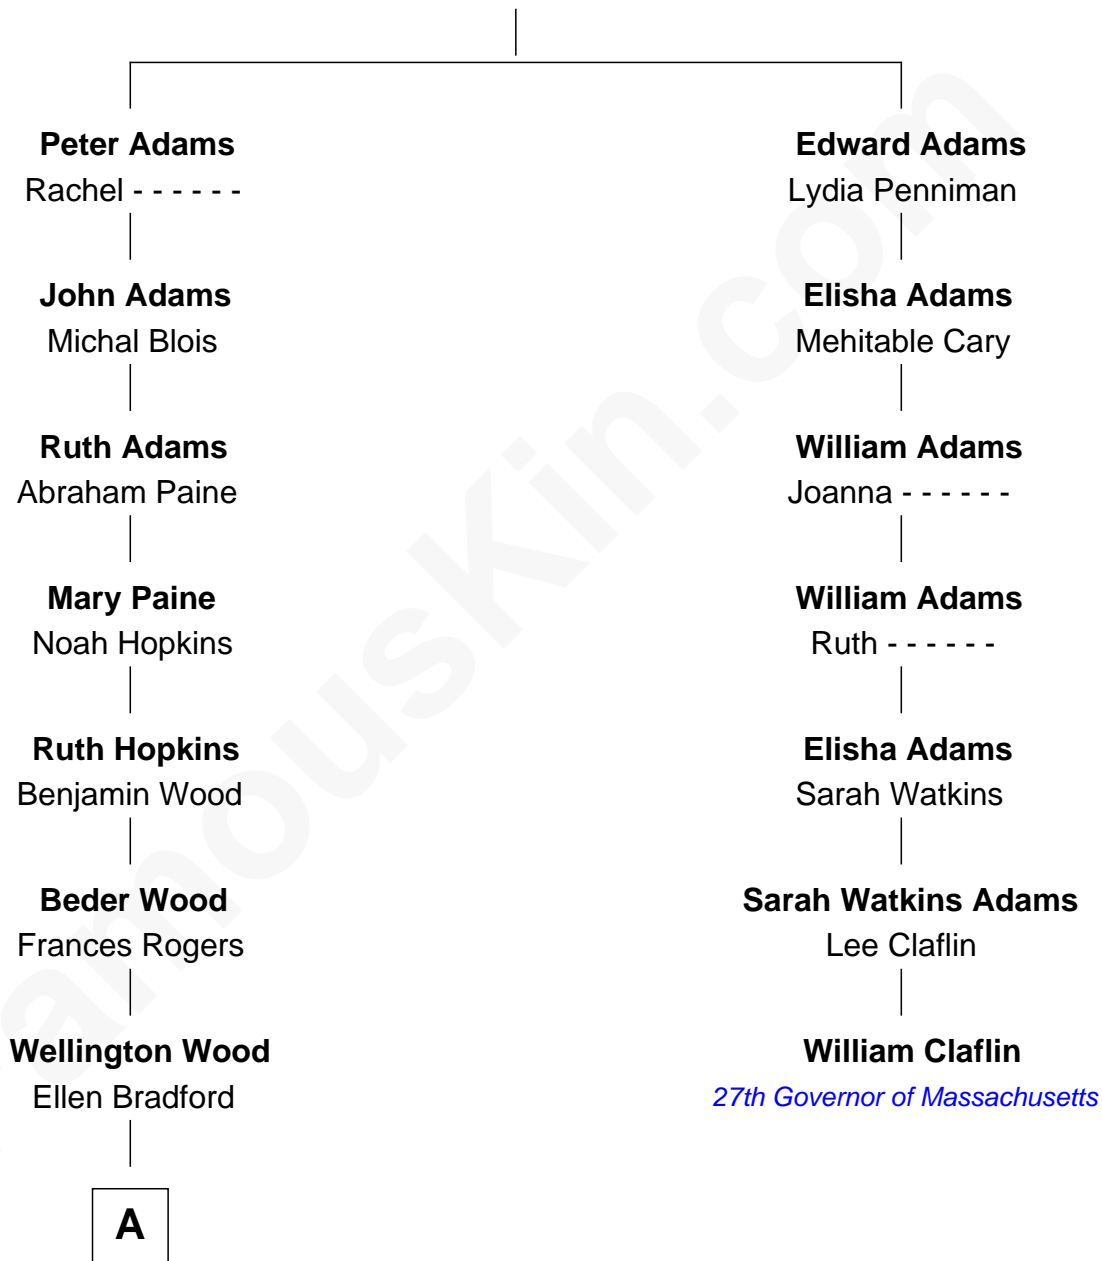 Peter Adams
Rachel - - - - - -
Edward Adams
Lydia Penniman
John Adams
Michal Blois
Elisha Adams
Mehitable Cary
Ruth Adams
Abraham Paine
William Adams
Joanna - - - - - -
Mary Paine
Noah Hopkins
William Adams
Ruth - - - - - -
Ruth Hopkins
Benjamin Wood
Elisha Adams
Sarah Watkins
Beder Wood
Frances Rogers
Sarah Watkins Adams
Lee Claflin
Wellington Wood
Ellen Bradford
William Claflin
27th Governor of Massachusetts
A
amousKin.com